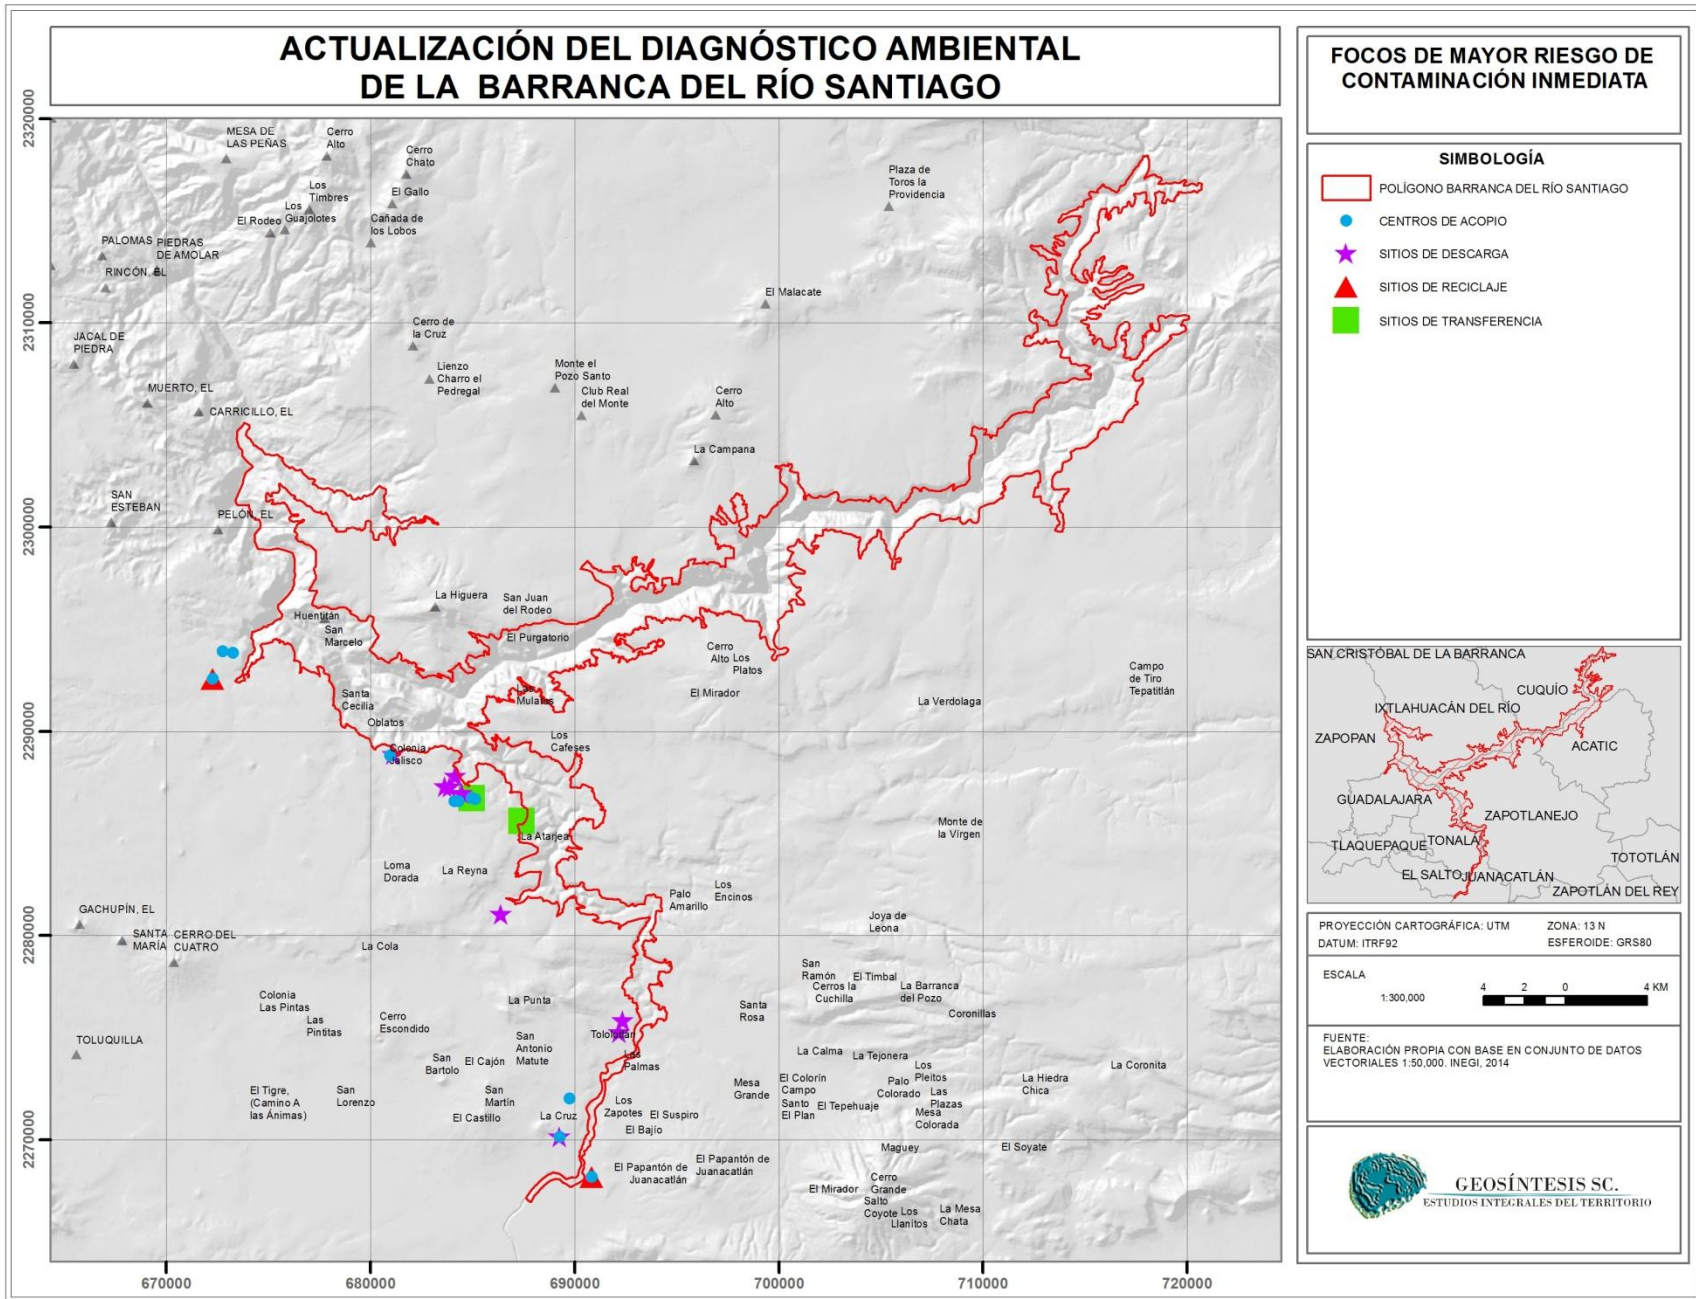 ACTUALIZACIÓN DEL DIAGNÓSTICO AMBIENTAL
DE LA BARRANCA DEL RÍO SANTIAGO
FOCOS DE MAYOR RIESGO DE
CONTAMINACIÓN INMEDIATA
SIMBOLOGÍA
POLÍGONO BARRANCA DEL RÍO SANTIAGO
CENTROS DE ACOPIO
SITIOS DE DESCARGA
SITIOS DE RECICLAJE
SITIOS DE TRANSFERENCIA
2320000
2310000
2300000
2290000
2280000
2270000
MESA DE
LAS PEÑAS
Cerro
Alto
Cerro
Chato
Los
Timbres
El Gallo
El Rodeo
Los
Guajolotes
Cañada de
los Lobos
PALOMAS
PIEDRAS
DE AMOLAR
RINCÓN, EL
JACAL DE
PIEDRA
MUERTO, EL
CARRICILLO, EL
Cerro de
la Cruz
Lienzo
Charro el
Pedregal
Plaza de
Toros la
Providencia
El Malacate
Monte el
Pozo Santo
Club Real
del Monte
Cerro
Alto
La Campana
SAN
ESTEBAN
PELÓN, EL
La Higuera
San Juan
del Rodeo
El Purgatorio
Huentitán
San
Marcelo
Santa
Cecilia
Oblatos
Colonia
Jalisco
Los
Mulatos
Los
Cafeses
Cerro
Alto
Los
Platos
El Mirador
La Verdolaga
Campo
de Tiro
Tepatitlán
Monte de
la Virgen
La Atarjea
Loma
Dorada
La Reyna
Palo
Amarillo
Los
Encinos
Joya de
Leona
GACHUPÍN, EL
SANTA
MARÍA
CERRO DEL
CUATRO
La Cola
San
Ramón
El Timbal
Cerros la
Cuchilla
La Barranca
del Pozo
Coronillas
Colonia
Las Pintas
Las
Pintitas
Cerro
Escondido
La Punta
Santa
Rosa
TOLUQUILLA
San
Antonio
Matute
Tololotlán
Las
Palmas
San
Bartolo
El Cajón
La Calma
La Tejonera
Los
Pleitos
La Coronita
El Tigre,
(Camino A
las Ánimas)
San
Lorenzo
San
Martín
El Castillo
La Cruz
Los
Zapotes
El Suspiro
El Bajío
Mesa
Grande
El Colorín
Campo
Santo
El Plan
El Tepehuaje
Palo
Colorado
Las
Plazas
Mesa
Colorada
La Hiedra
Chica
Maguey
El Soyate
El Papantón de
Juanacatlán
El Papantón de
Juanacatlán
El Mirador
Cerro
Grande
Salto
Coyote
Los
Llanitos
La Mesa
Chata
670000
680000
690000
700000
710000
720000
SAN CRISTÓBAL DE LA BARRANCA
CUQUÍO
IXTLAHUACÁN DEL RÍO
ZAPOPAN
ACATIC
GUADALAJARA
ZAPOTLANEJO
TONALÁ
TLAQUEPAQUE
TOTOTLÁN
EL SALTO
JUANACATLÁN
ZAPOTLÁN DEL REY
PROYECCIÓN CARTOGRÁFICA: UTM
ZONA: 13 N
DATUM: ITRF92
ESFEROIDE: GRS80
ESCALA
1:300,000
4 2 0 4 KM
FUENTE:
ELABORACIÓN PROPIA CON BASE EN CONJUNTO DE DATOS
VECTORIALES 1:50,000. INEGI, 2014
GEOSÍNTESIS SC.
ESTUDIOS INTEGRALES DEL TERRITORIO